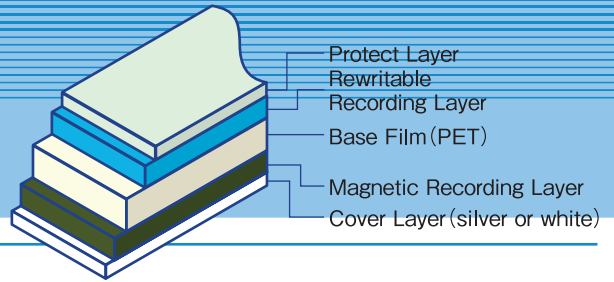 Protect Layer
Rewritable
Recording Layer
Base Film(PET)
Magnetic Recording Layer
Cover Layer(silver or white)